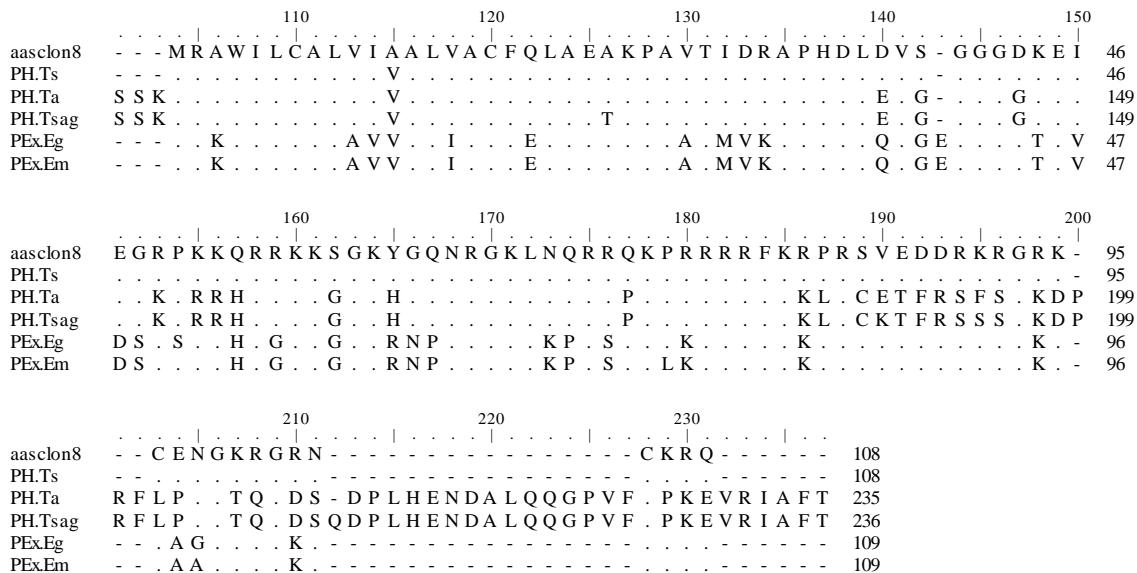 110 120 130 140 150
. . . . | . . . . | . . . . | . . . . | . . . . | . . . . | . . . . | . . . . | . . . . | . . . . |
aasclon8 - - - M R A W I L C A L V I A A L V A C F Q L A E A K P A V T I D R A P H D L D V S - G G G D K E I 46
PH.Ts - - - . . . . . . . . . . . V . . . . . . . . . . . . . . . . . . . . . . . . . . . - . . . . . . . 46
PH.Ta S S K . . . . . . . . . . . V . . . . . . . . . . . . . . . . . . . . . . . . E . G - . . . G . . . 149
PH.Tsag S S K . . . . . . . . . . . V . . . . . . . . . . T . . . . . . . . . . . . . E . G - . . . G . . . 149
PEx.Eg - - - . . K . . . . . . A V V . . I . . . E . . . . . . . A . M V K . . . . . Q . G E . . . . T . V 47
PEx.Em - - - . . K . . . . . . A V V . . I . . . E . . . . . . . A . M V K . . . . . Q . G E . . . . T . V 47
160 170 180 190 200
. . . . | . . . . | . . . . | . . . . | . . . . | . . . . | . . . . | . . . . | . . . . | . . . . |
aasclon8 E G R P K K Q R R K K S G K Y G Q N R G K L N Q R R Q K P R R R R F K R P R S V E D D R K R G R K - 95
PH.Ts . . . . . . . . . . . . . . . . . . . . . . . . . . . . . . . . . . . . . . . . . . . . . . . . . - 95
PH.Ta . . K . R R H . . . . G . . H . . . . . . . . . . . P . . . . . . . . K L . C E T F R S F S . K D P 199
PH.Tsag . . K . R R H . . . . G . . H . . . . . . . . . . . P . . . . . . . . K L . C K T F R S S S . K D P 199
PEx.Eg D S . S . . H . G . . G . . R N P . . . . . K P . S . . . K . . . . . K . . . . . . . . . . . K . - 96
PEx.Em D S . . . . H . G . . G . . R N P . . . . . K P . S . . L K . . . . . K . . . . . . . . . . . K . - 96
210 220 230
. . . . | . . . . | . . . . | . . . . | . . . . | . . . . | . . . . | . .
aasclon8 - - C E N G K R G R N - - - - - - - - - - - - - - - - C K R Q - - - - - - 108
PH.Ts - - . . . . . . . . . - - - - - - - - - - - - - - - - . . . . - - - - - - 108
PH.Ta R F L P . . T Q . D S - D P L H E N D A L Q Q G P V F . P K E V R I A F T 235
PH.Tsag R F L P . . T Q . D S Q D P L H E N D A L Q Q G P V F . P K E V R I A F T 236
PEx.Eg - - . A G . . . . K . - - - - - - - - - - - - - - - - . . . . - - - - - - 109
PEx.Em - - . A A . . . . K . - - - - - - - - - - - - - - - - . . . . - - - - - - 109